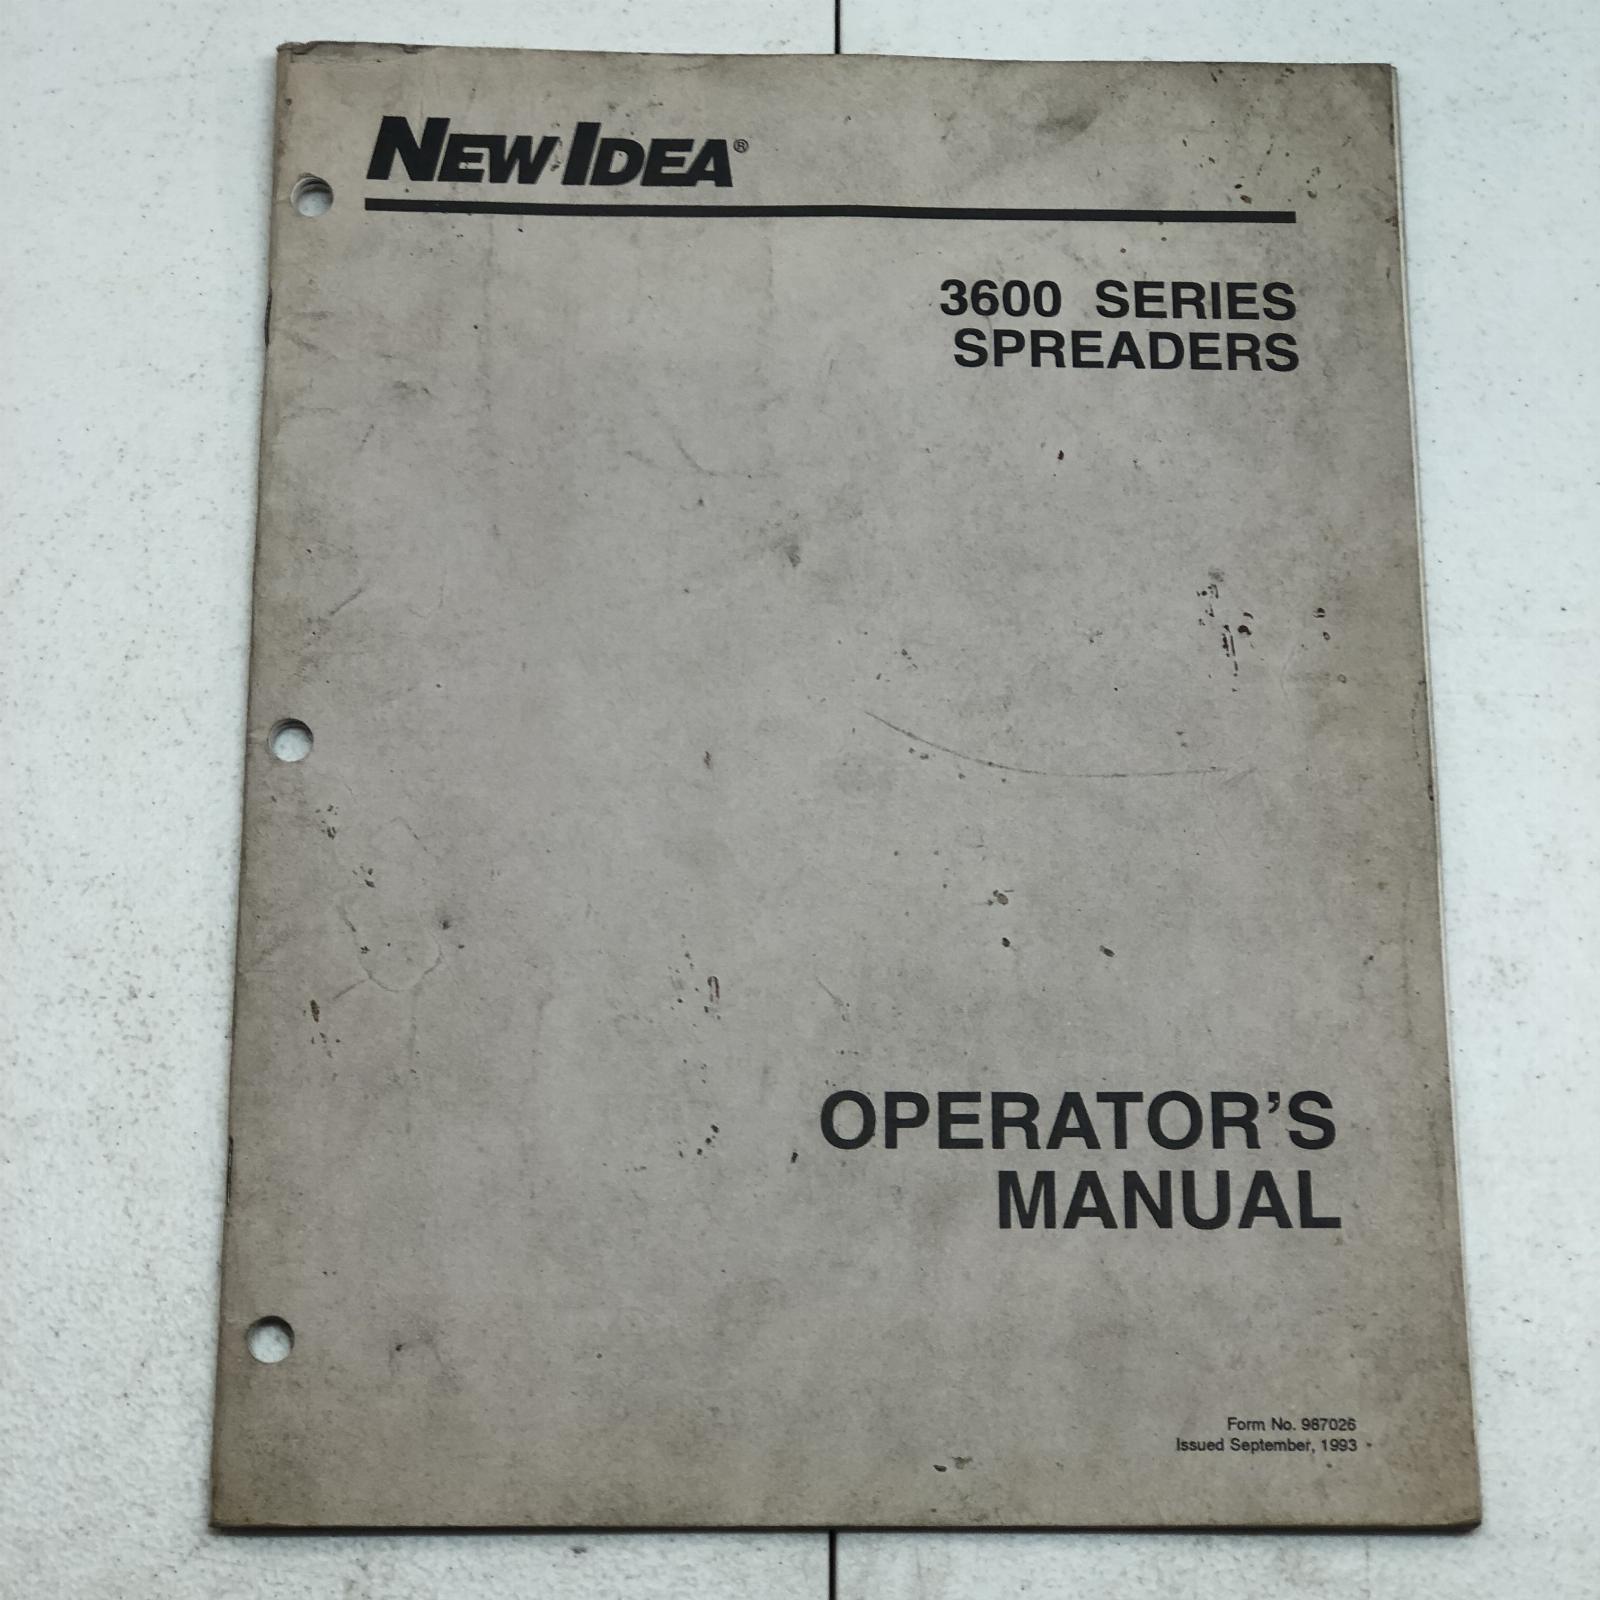 NEW IDEA®
3600 SERIES
SPREADERS
OPERATOR'S
MANUAL
Form No. 987026
Issued September, 1993